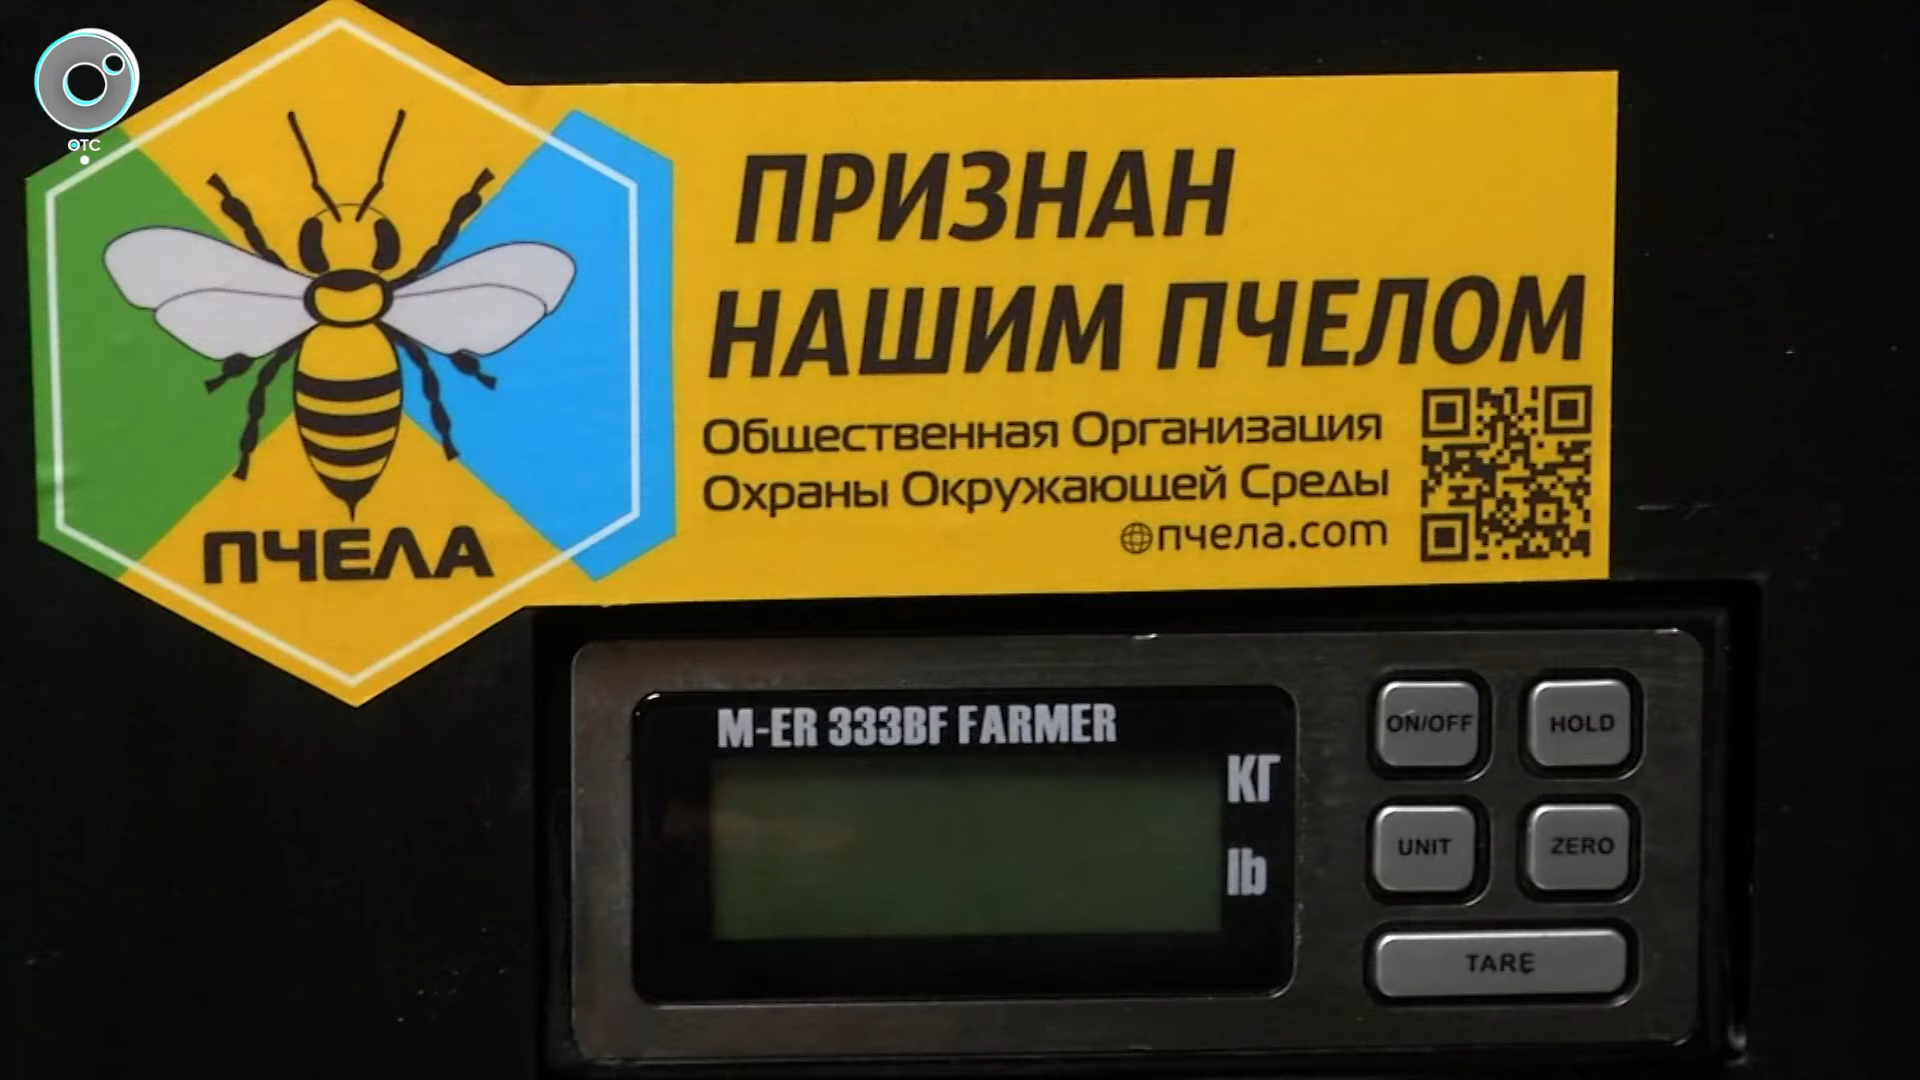 ОТС
ПЧЕЛА
ПРИЗНАН
НАШИМ ПЧЕЛОМ
Общественная Организация
Охраны Окружающей Среды
пчела.com
M-ER 333BF FARMER
КГ
lb
ON/OFF
HOLD
UNIT
ZERO
TARE